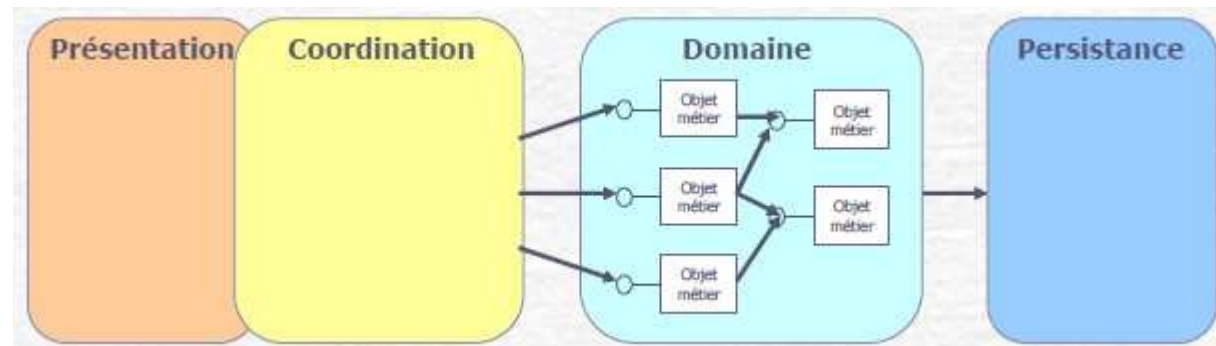 Présentation
Coordination
Domaine
Persistance
Objet
métier
Objet
métier
Objet
métier
Objet
métier
Objet
métier